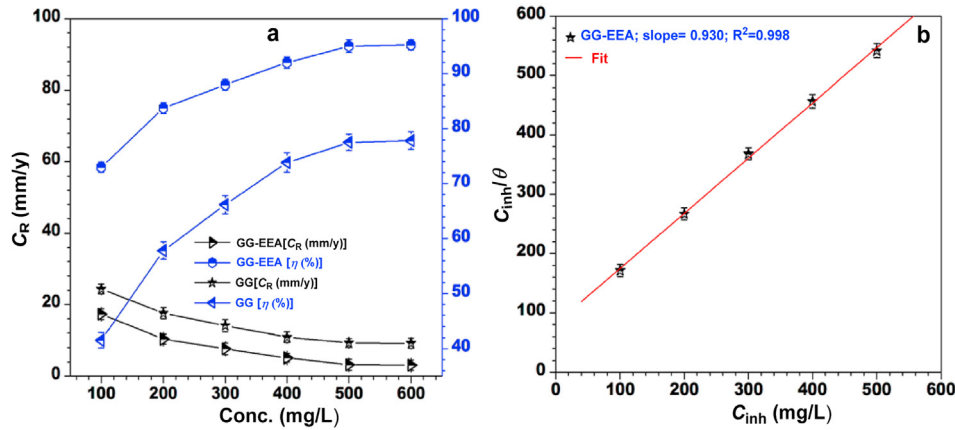 a
100
80
60
40
20
0
C_R (mm/y)
100
90
80
70
60
50
40
GG-EEA[C_R (mm/y)]
GG-EEA [η (%)]
GG[C_R (mm/y)]
GG [η (%)]
100 200 300 400 500 600
Conc. (mg/L)
b
600
500
400
300
200
100
0
C_inh/θ
GG-EEA; slope= 0.930; R²=0.998
Fit
0 100 200 300 400 500 600
C_inh (mg/L)